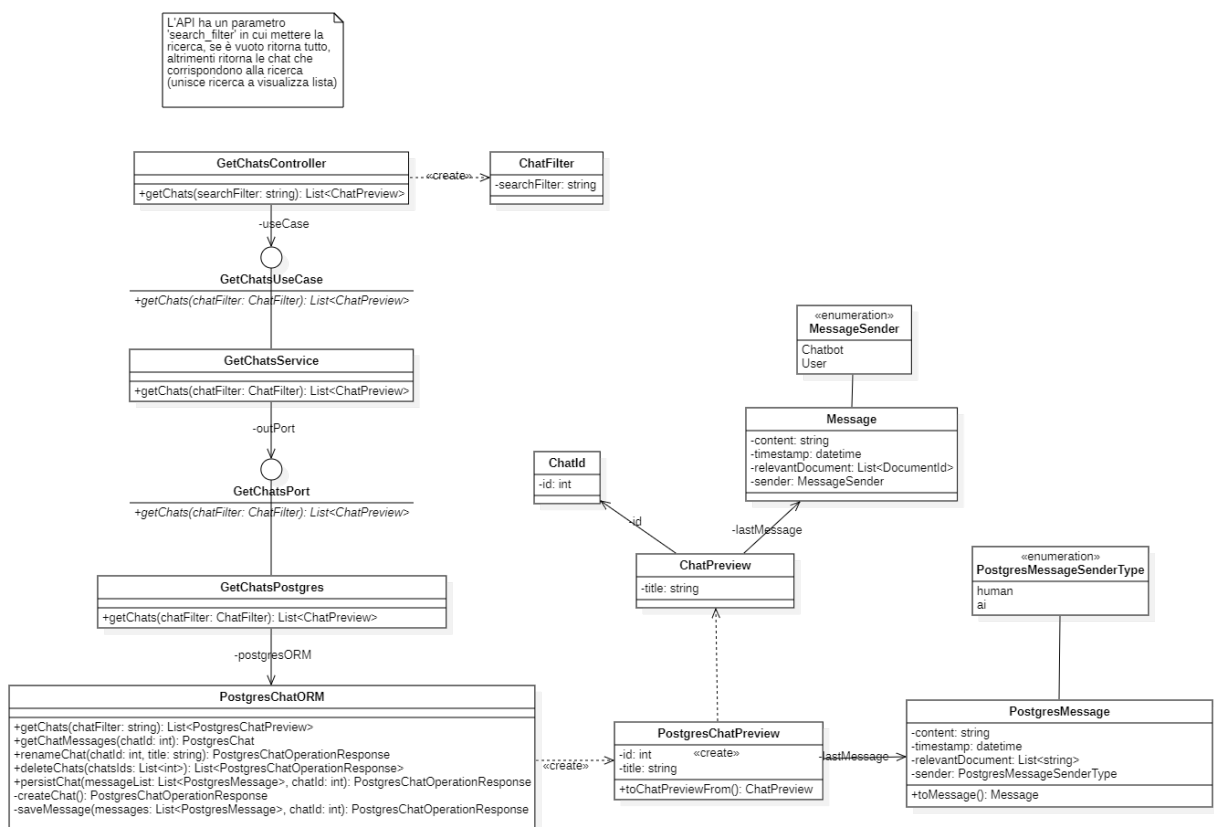 L'API ha un parametro
'search_filter' in cui mettere la
ricerca, se è vuoto ritorna tutto,
altrimenti ritorna le chat che
corrispondono alla ricerca
(unisce ricerca a visualizza lista)
GetChatsController
+getChats(searchFilter: string): List<ChatPreview>
«create»
ChatFilter
-searchFilter: string
-useCase
GetChatsUseCase
+getChats(chatFilter: ChatFilter): List<ChatPreview>
GetChatsService
+getChats(chatFilter: ChatFilter): List<ChatPreview>
-outPort
GetChatsPort
+getChats(chatFilter: ChatFilter): List<ChatPreview>
GetChatsPostgres
+getChats(chatFilter: ChatFilter): List<ChatPreview>
-postgresORM
PostgresChatORM
+getChats(chatFilter: string): List<PostgresChatPreview>
+getChatMessages(chatId: int): PostgresChat
+renameChat(chatId: int, title: string): PostgresChatOperationResponse
+deleteChats(chatsIds: List<int>): List<PostgresChatOperationResponse>
+persistChat(messageList: List<PostgresMessage>, chatId: int): PostgresChatOperationResponse
-createChat(): PostgresChatOperationResponse
-saveMessage(messages: List<PostgresMessage>, chatId: int): PostgresChatOperationResponse
«create»
«enumeration»
MessageSender
Chatbot
User
Message
-content: string
-timestamp: datetime
-relevantDocument: List<DocumentId>
-sender: MessageSender
ChatId
-id: int
-id
-lastMessage
ChatPreview
-title: string
«enumeration»
PostgresMessageSenderType
human
ai
PostgresChatPreview
-id: int
«create»
-title: string
+toChatPreviewFrom(): ChatPreview
-lastMessage
PostgresMessage
-content: string
-timestamp: datetime
-relevantDocument: List<string>
-sender: PostgresMessageSenderType
+toMessage(): Message